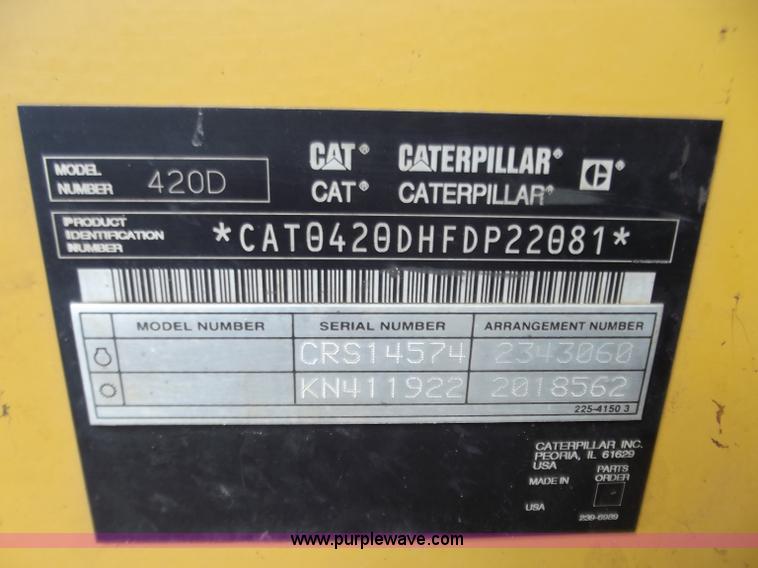 MODEL NUMBER 420D
CAT® CATERPILLAR® C®
CAT® CATERPILLAR®
PRODUCT IDENTIFICATION NUMBER *CAT0420DHFDP22081*
MODEL NUMBER SERIAL NUMBER ARRANGEMENT NUMBER
CRS14574 2343060
KN411922 2018562
225-4150 3
CATERPILLAR INC.
PEORIA, IL 61629
USA
MADE IN
USA
PARTS ORDER
239-6989
www.purplewave.com